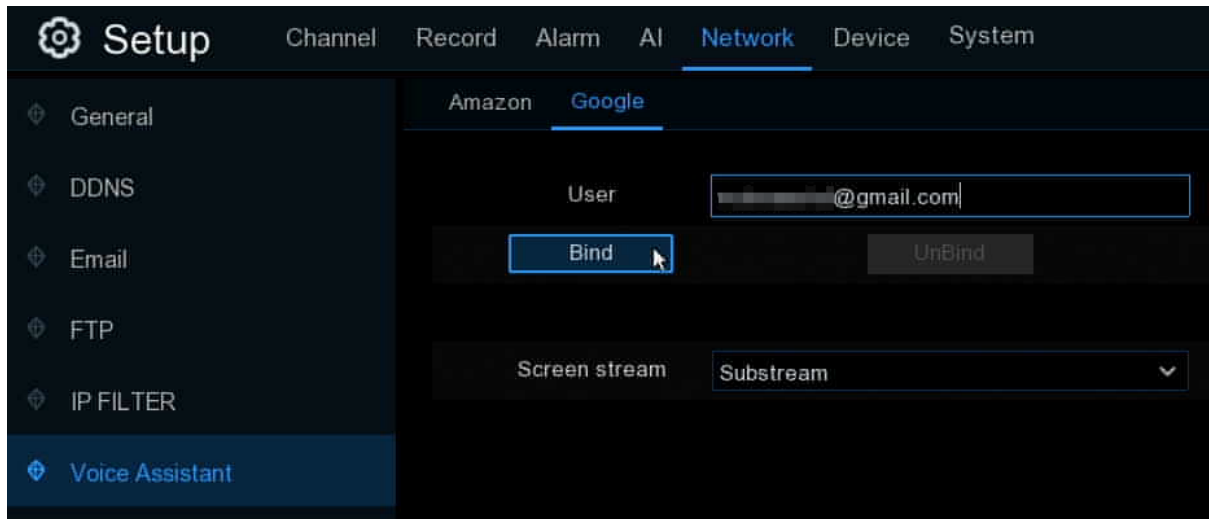 Setup Channel Record Alarm AI Network Device System
Amazon Google
General
User @gmail.com
DDNS
Bind UnBind
Email
FTP
Screen stream Substream
IP FILTER
Voice Assistant